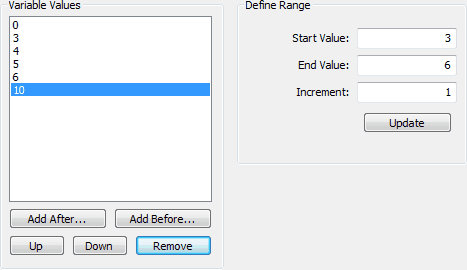 Variable Values
0
3
4
5
6
10
Add After...
Add Before...
Up
Down
Remove
Define Range
Start Value: 3
End Value: 6
Increment: 1
Update